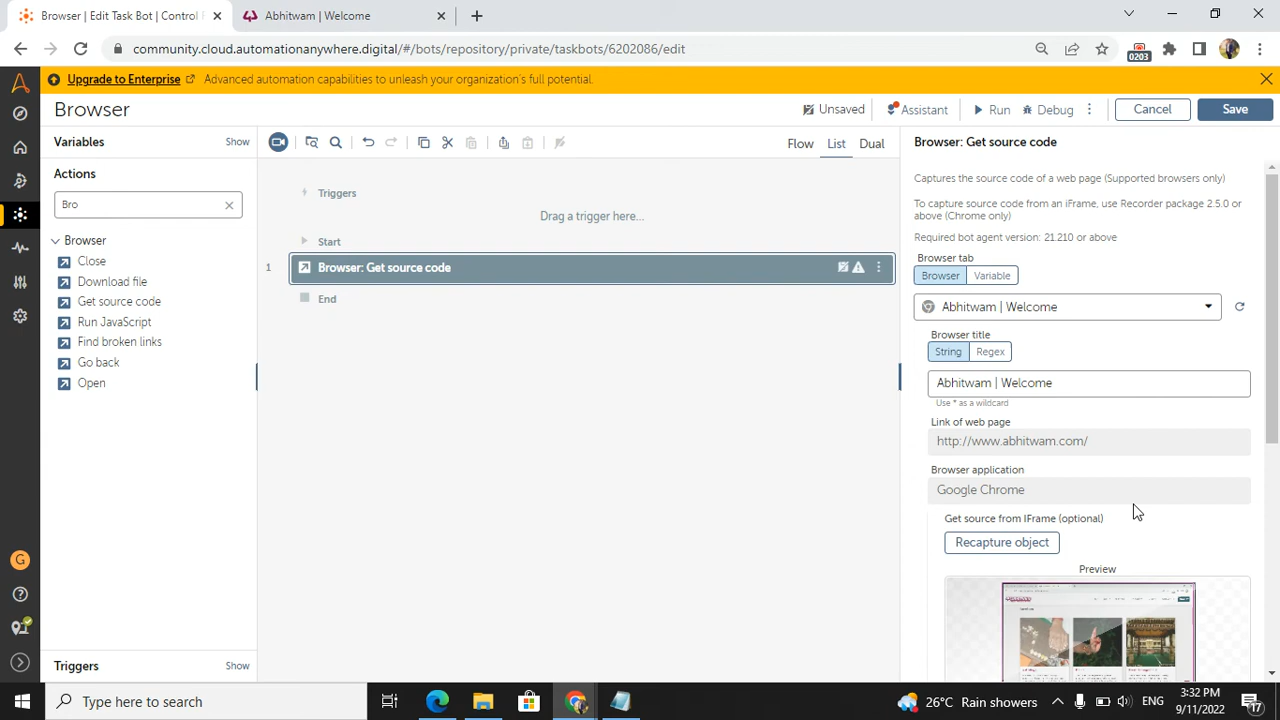 Browser | Edit Task Bot | Control
Abhitwam | Welcome
community.cloud.automationanywhere.digital/#/bots/repository/private/taskbots/6202086/edit
0203
Upgrade to Enterprise Advanced automation capabilities to unleash your organization's full potential.
Browser
Unsaved
Assistant
Run
Debug
Cancel
Save
Variables
Show
Actions
Bro
Browser
Close
Download file
Get source code
Run JavaScript
Find broken links
Go back
Open
Triggers
Show
Flow
List
Dual
Triggers
Drag a trigger here...
Start
1
Browser: Get source code
End
Browser: Get source code
Captures the source code of a web page (Supported browsers only)
To capture source code from an iFrame, use Recorder package 2.5.0 or
above (Chrome only)
Required bot agent version: 21.210 or above
Browser tab
Browser
Variable
Abhitwam | Welcome
Browser title
String
Regex
Abhitwam | Welcome
Use * as a wildcard
Link of web page
http://www.abhitwam.com/
Browser application
Google Chrome
Get source from IFrame (optional)
Recapture object
Preview
G
Type here to search
26°C Rain showers
ENG
3:32 PM
9/11/2022
17